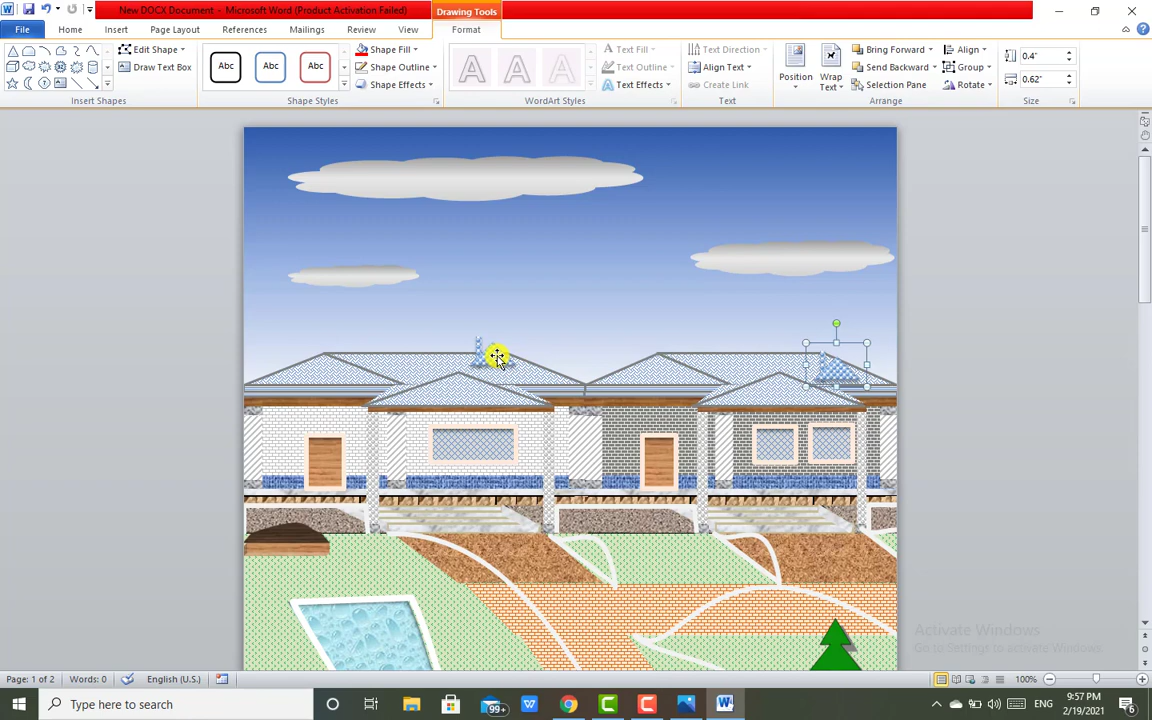 New DOCX Document - Microsoft Word (Product Activation Failed)
Drawing Tools
File Home Insert Page Layout References Mailings Review View Format
Edit Shape
Draw Text Box
Insert Shapes
Abc Abc Abc
Shape Fill
Shape Outline
Shape Effects
Shape Styles
Text Fill
Text Outline
Text Effects
WordArt Styles
Text Direction
Align Text
Create Link
Text
Position
Wrap
Text
Bring Forward
Send Backward
Selection Pane
Align
Group
Rotate
Arrange
0.4"
0.62"
Size
Activate Windows
Go to Settings to activate Windows.
Page: 1 of 2 Words: 0 English (U.S.) 100%
Type here to search
99+
ENG
9:57 PM
2/19/2021
6